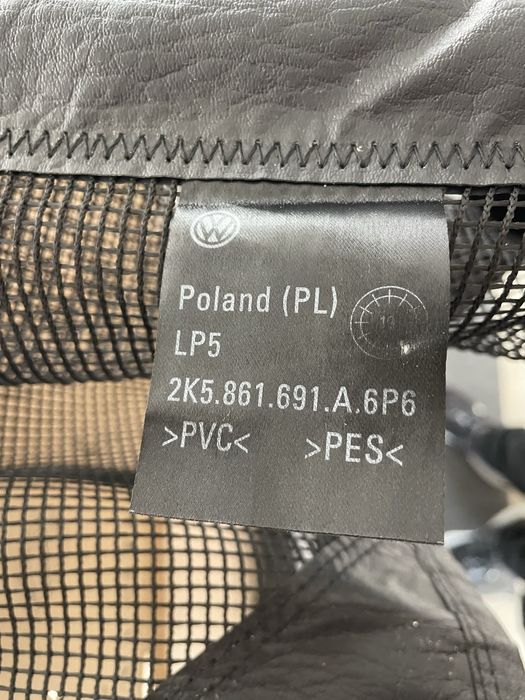 Poland (PL)
LP5
2K5.861.691.A.6P6
>PVC< >PES<